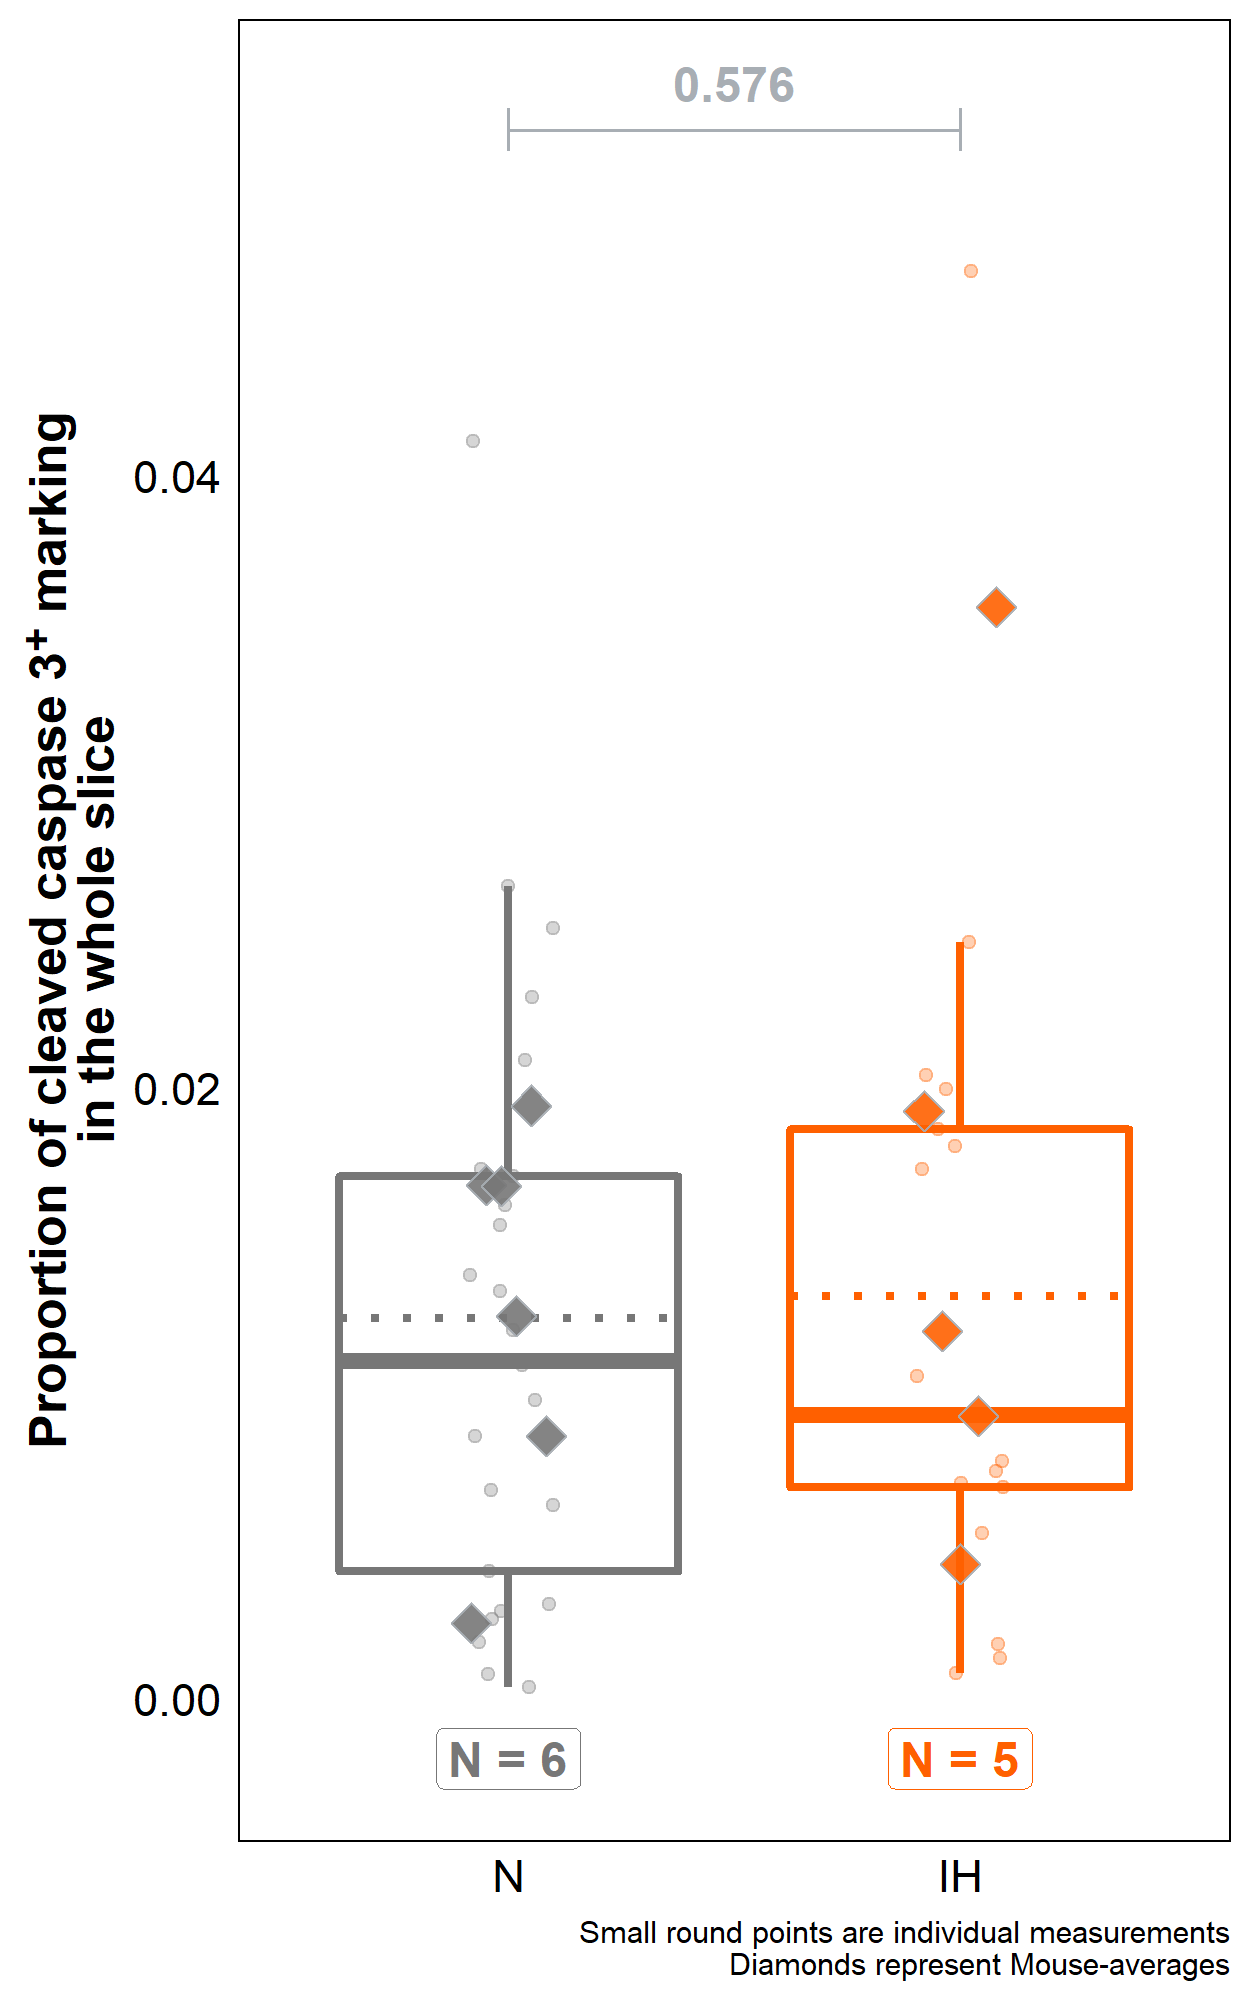 0.576
Proportion of cleaved caspase 3⁺ marking
in the whole slice
0.04
0.02
0.00
N = 6
N = 5
N
IH
Small round points are individual measurements
Diamonds represent Mouse-averages